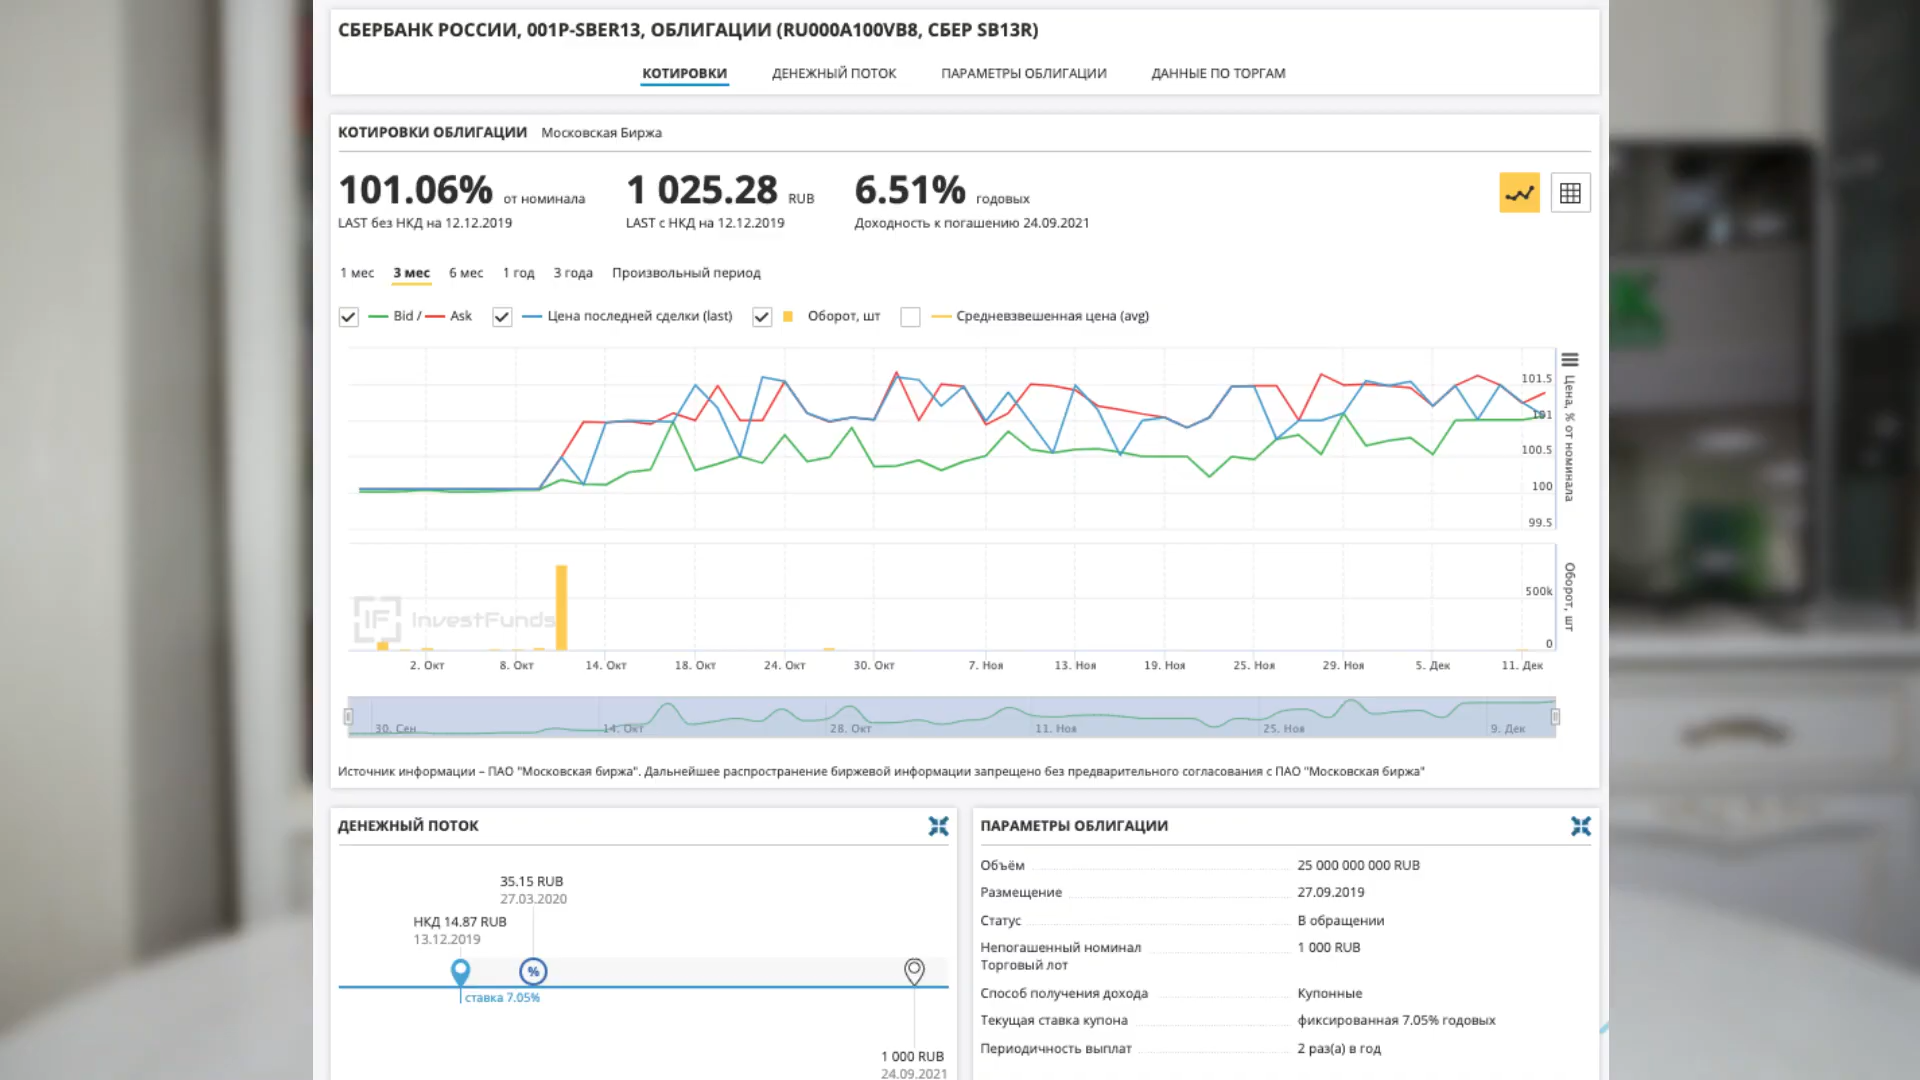 СБЕРБАНК РОССИИ, 001P-SBER13, ОБЛИГАЦИИ (RU000A100VB8, СБЕР SB13R)
КОТИРОВКИ ДЕНЕЖНЫЙ ПОТОК ПАРАМЕТРЫ ОБЛИГАЦИИ ДАННЫЕ ПО ТОРГАМ
КОТИРОВКИ ОБЛИГАЦИИ Московская Биржа
101.06% от номинала 1 025.28 RUB 6.51% годовых
LAST без НКД на 12.12.2019 LAST с НКД на 12.12.2019 Доходность к погашению 24.09.2021
1 мес 3 мес 6 мес 1 год 3 года Произвольный период
Bid / Ask Цена последней сделки (last) Оборот, шт Средневзвешенная цена (avg)
101.5
101
100.5
100
99.5
Цена, % от номинала
InvestFunds
500k
0
Оборот, шт
2. Окт 8. Окт 14. Окт 18. Окт 24. Окт 30. Окт 7. Ноя 13. Ноя 19. Ноя 25. Ноя 29. Ноя 5. Дек 11. Дек
30. Сен 14. Окт 28. Окт 11. Ноя 25. Ноя 9. Дек
Источник информации – ПАО "Московская биржа". Дальнейшее распространение биржевой информации запрещено без предварительного согласования с ПАО "Московская биржа"
ДЕНЕЖНЫЙ ПОТОК
35.15 RUB
27.03.2020
НКД 14.87 RUB
13.12.2019
%
ставка 7.05%
1 000 RUB
24.09.2021
ПАРАМЕТРЫ ОБЛИГАЦИИ
Объём 25 000 000 000 RUB
Размещение 27.09.2019
Статус В обращении
Непогашенный номинал 1 000 RUB
Торговый лот
Способ получения дохода Купонные
Текущая ставка купона фиксированная 7.05% годовых
Периодичность выплат 2 раз(а) в год